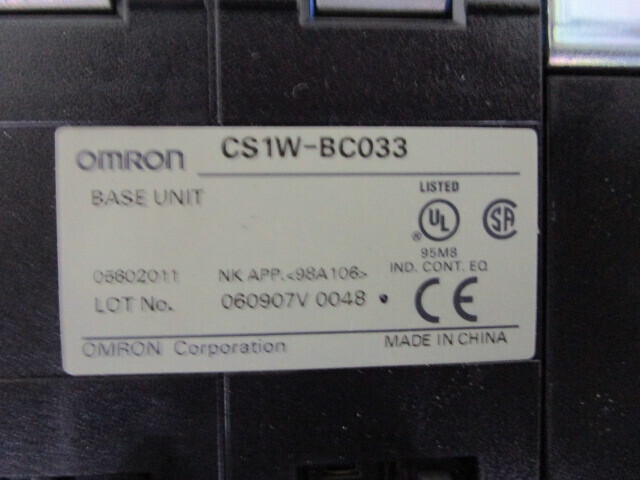 OMRON CS1W-BC033
BASE UNIT
LISTED
UL
®
SA
95M8
IND. CONT. EQ
05602011 NK APP.<98A106>
LOT No. 060907V 0048 •
CE
OMRON Corporation
MADE IN CHINA